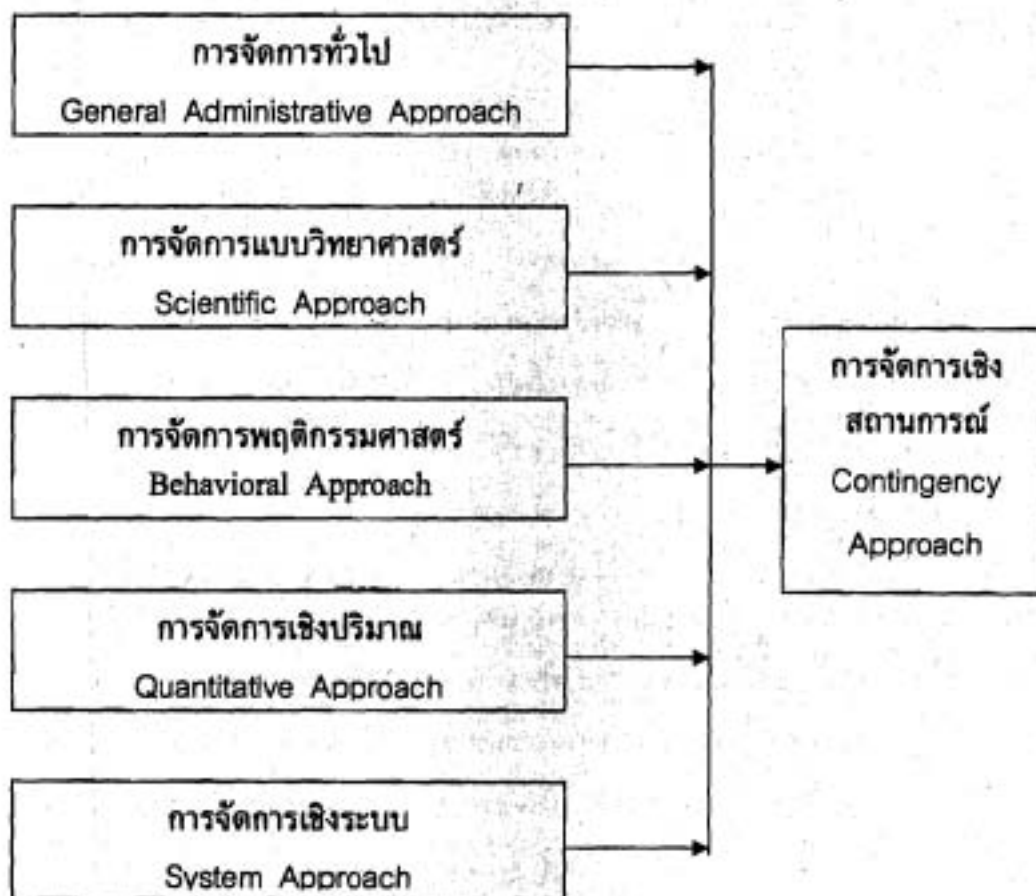 การจัดการทั่วไป
General Administrative Approach
การจัดการแบบวิทยาศาสตร์
Scientific Approach
การจัดการพฤติกรรมศาสตร์
Behavioral Approach
การจัดการเชิงปริมาณ
Quantitative Approach
การจัดการเชิงระบบ
System Approach
การจัดการเชิง
สถานการณ์
Contingency
Approach